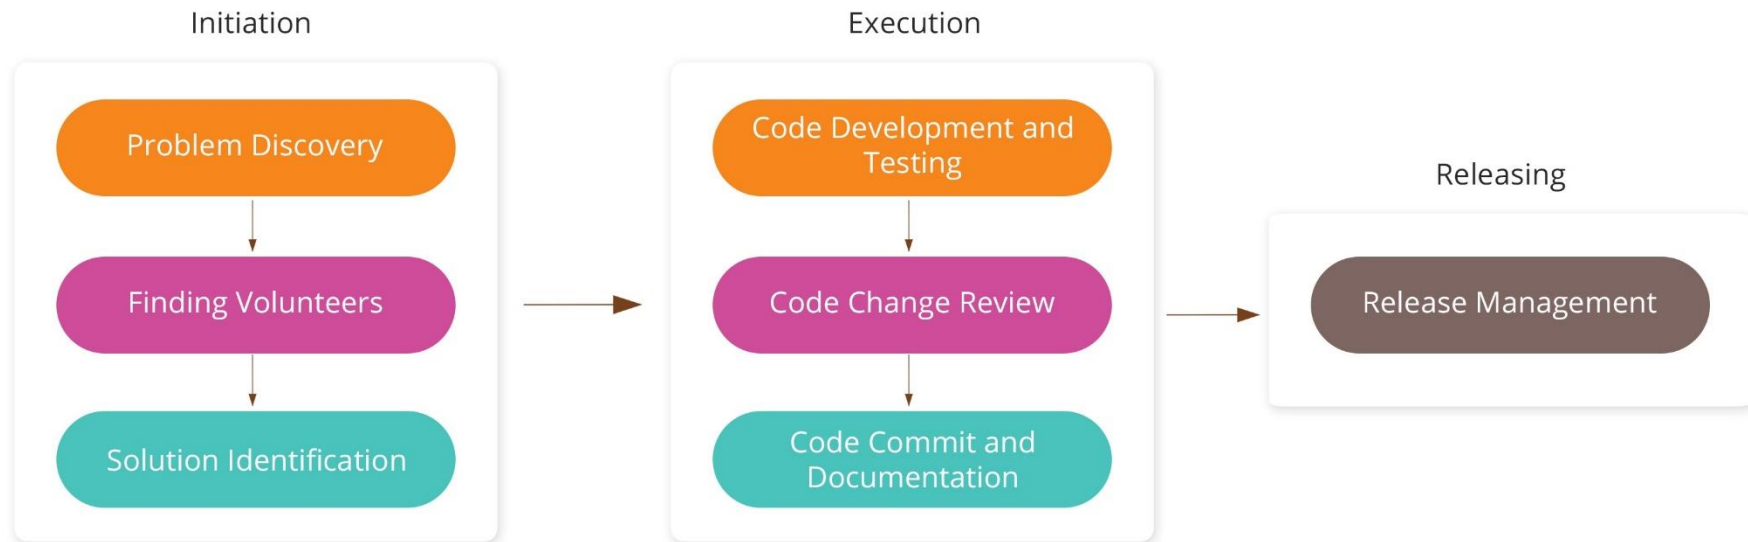 Initiation
Problem Discovery
Finding Volunteers
Solution Identification
Execution
Code Development and
Testing
Code Change Review
Code Commit and
Documentation
Releasing
Release Management